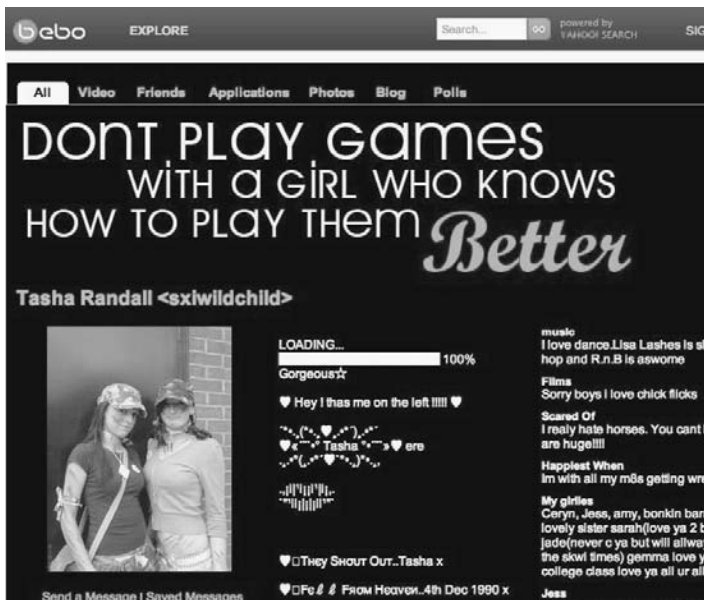 bebo EXPLORE Search... GO powered by YAHOO! SEARCH SIG
All Video Friends Applications Photos Blog Polls
DONT PLAY GAMES
WITH A GIRL WHO KNOWS
HOW TO PLAY THEM
Better
Tasha Randall <sxiwildchild>
LOADING...
100%
Gorgeous☆
♥ Hey ! thas me on the left !!!!! ♥
Tasha ♥ ere
♥□They Shout Out..Tasha x
♥□Feℓ ℓ From Heaven..4th Dec 1990 x
Send a Message | Saved Messages
music
I love dance.Lisa Lashes is s
hop and R.n.B is aswome
Films
Sorry boys I love chick flicks
Scared Of
I realy hate horses. You cant
are huge!!!!
Happiest When
Im with all my m8s getting wre
My girlies
Ceryn, Jess, amy, bonkin ban
lovely sister sarah(love ya 2 b
jade(never c ya but will allway
the skwl times) gemma love y
college class love ya all ur all
Jess